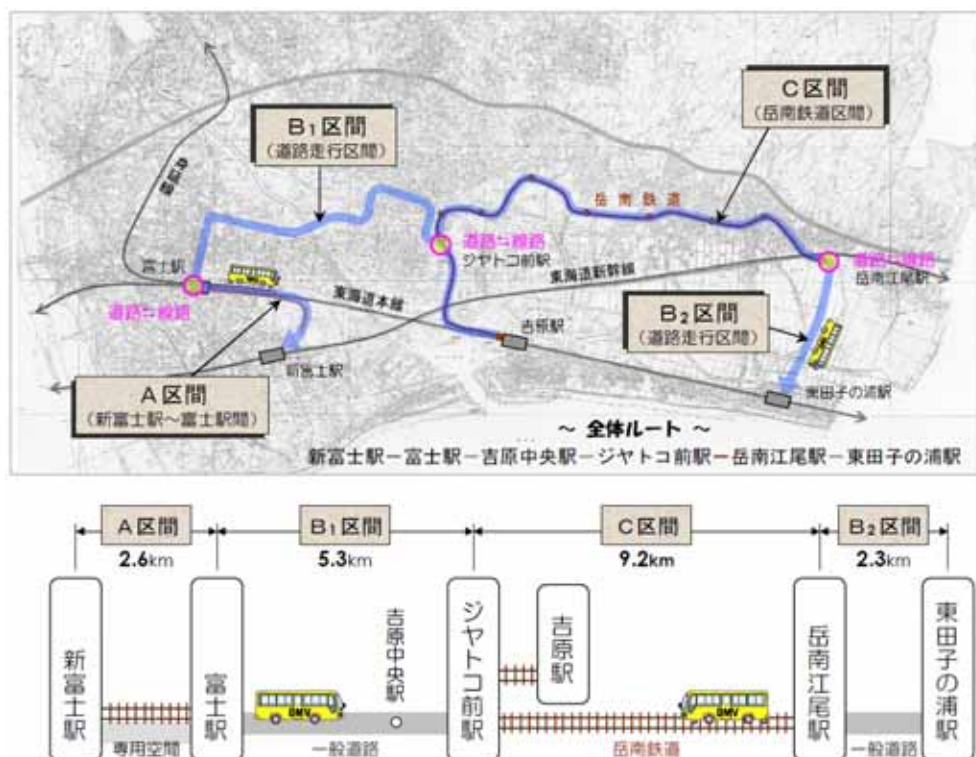 C区間
(岳南鉄道区間)
B₁区間
(道路走行区間)
身延線
岳南鉄道
道路⇆線路
ジヤトコ前駅
道路⇆線路
岳南江尾駅
富士駅
東海道新幹線
東海道本線
道路⇆線路
吉原駅
B₂区間
(道路走行区間)
新富士駅
A区間
(新富士駅~富士駅間)
東田子の浦駅
~ 全体ルート ~
新富士駅-富士駅-吉原中央駅-ジヤトコ前駅-岳南江尾駅-東田子の浦駅
A区間
B₁区間
C区間
B₂区間
2.6km
5.3km
9.2km
2.3km
新富士駅
富士駅
吉原中央駅
ジヤトコ前駅
吉原駅
岳南江尾駅
東田子の浦駅
DMV
DMV
専用空間
一般道路
岳南鉄道
一般道路